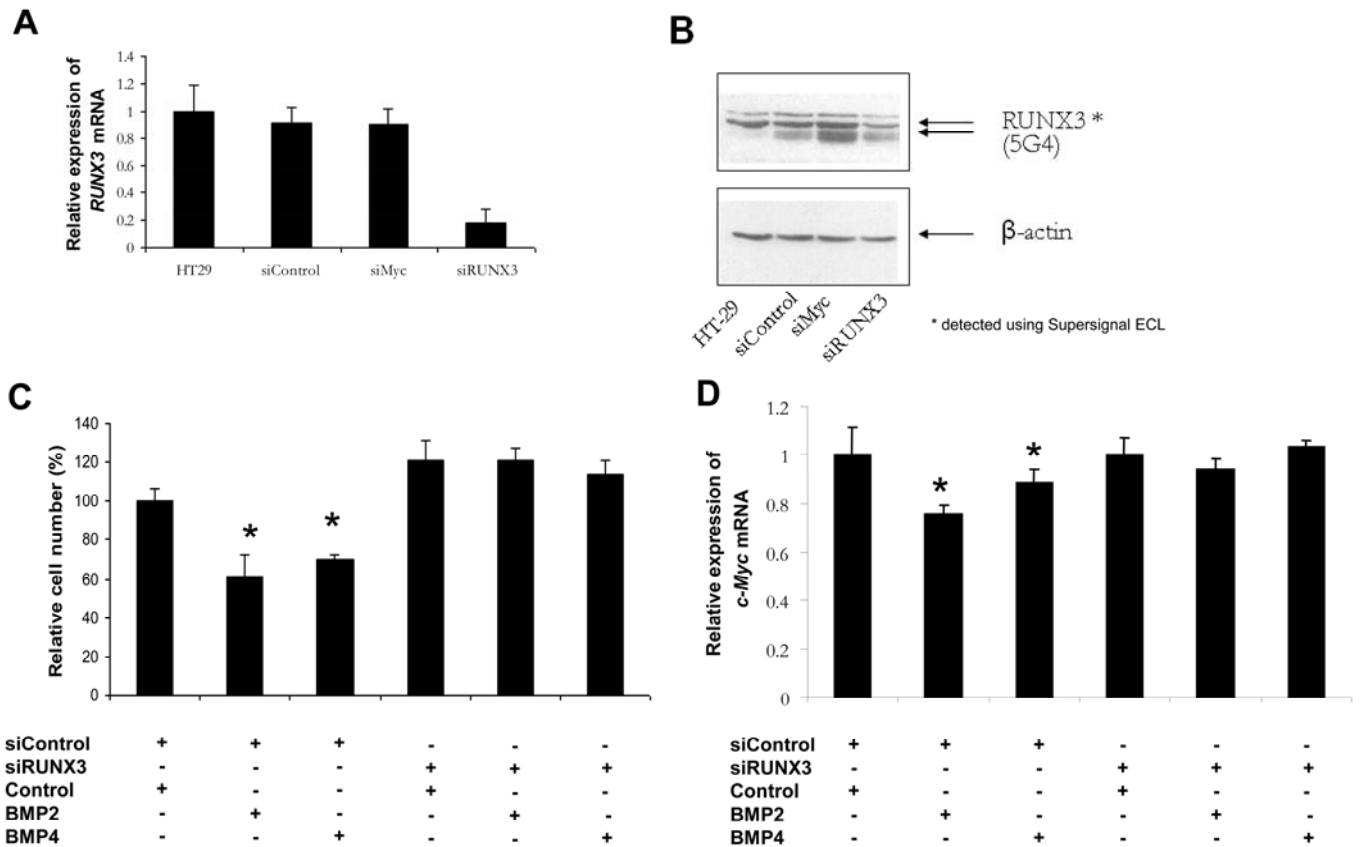 A
Relative expression of
RUNX3 mRNA
1.4
1.2
1
0.8
0.6
0.4
0.2
0
HT29 siControl siMyc siRUNX3
B
RUNX3 *
(5G4)
β-actin
HT-29 siControl siMyc siRUNX3
* detected using Supersignal ECL
C
Relative cell number (%)
140
120
100
80
60
40
20
0
* *
siControl + + + - - -
siRUNX3 - - - + + +
Control + - - + - -
BMP2 - + - - + -
BMP4 - - + - - +
D
Relative expression of
c-Myc mRNA
1.2
1
0.8
0.6
0.4
0.2
0
* *
siControl + + + - - -
siRUNX3 - - - + + +
Control + - - + - -
BMP2 - + - - + -
BMP4 - - + - - +